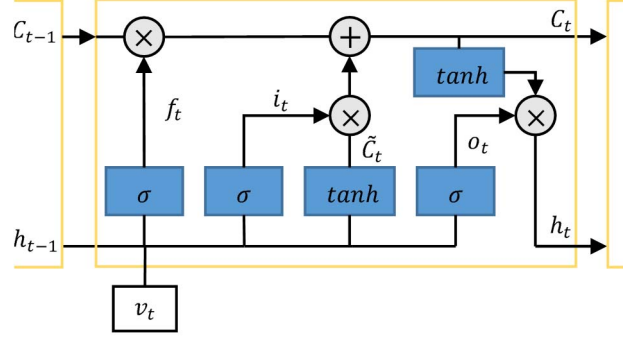 C_{t-1} × + C_t
tanh
f_t i_t × C̃_t o_t ×
σ σ tanh σ
h_{t-1} h_t
v_t